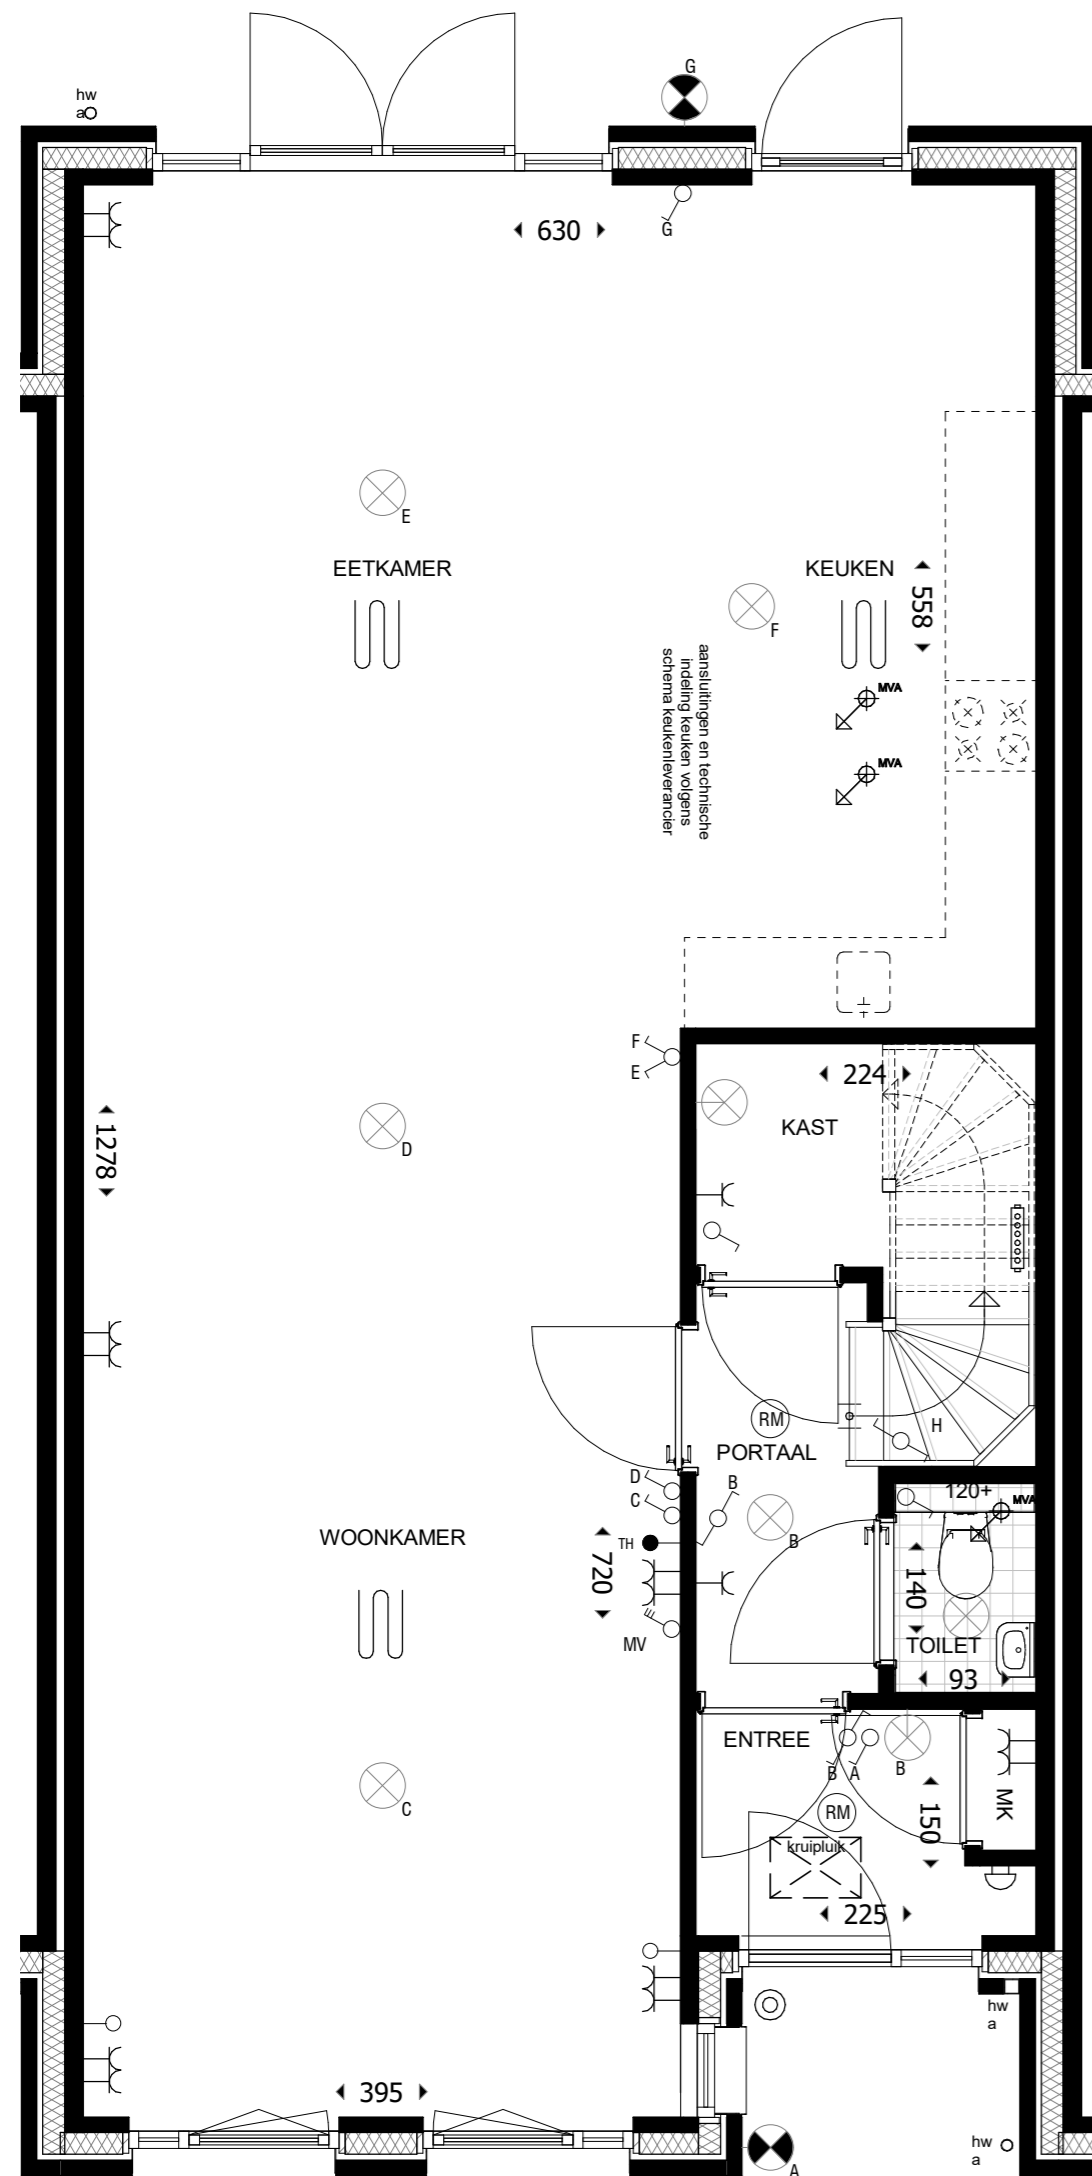 G
hw
a
630
G
E
EETKAMER
KEUKEN
558
F
aansluitingen en technische
indeling keuken volgens
schema keukenleverancier
MVA
MVA
F
E
224
KAST
1278
D
RM
H
PORTAAL
D
C
B
B
120+
MVA
TH
WOONKAMER
720
140
MV
TOILET
93
ENTREE
B
A
B
MK
C
RM
150
kruipluik
225
hw
a
395
hw
a
A